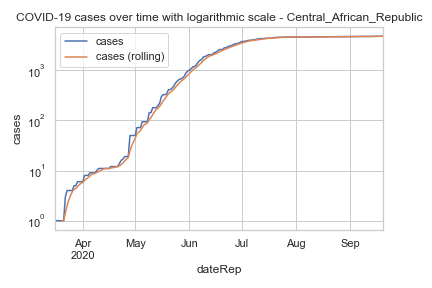 COVID-19 cases over time with logarithmic scale - Central_African_Republic
cases
cases (rolling)
10³
10²
10¹
10⁰
cases
Apr May Jun Jul Aug Sep
2020
dateRep